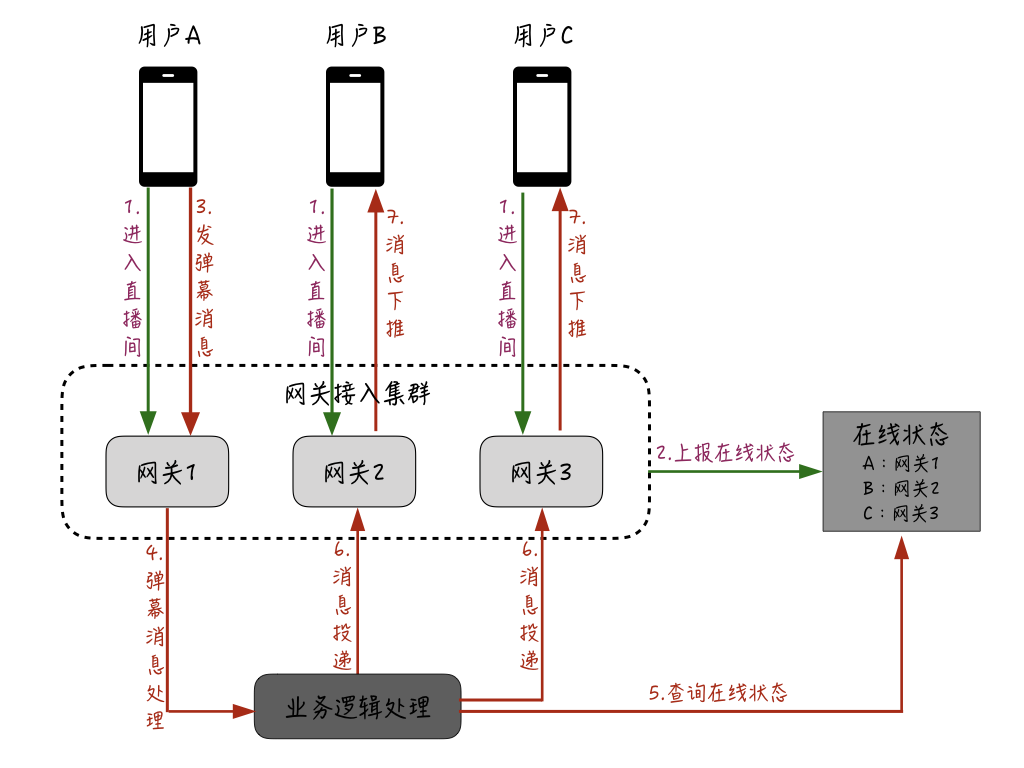 用户A
用户B
用户C
1.进入直播间
3.发弹幕消息
1.进入直播间
7.消息下推
1.进入直播间
7.消息下推
网关接入集群
网关1
网关2
网关3
2.上报在线状态
在线状态
A：网关1
B：网关2
C：网关3
4.弹幕消息处理
6.消息投递
6.消息投递
业务逻辑处理
5.查询在线状态